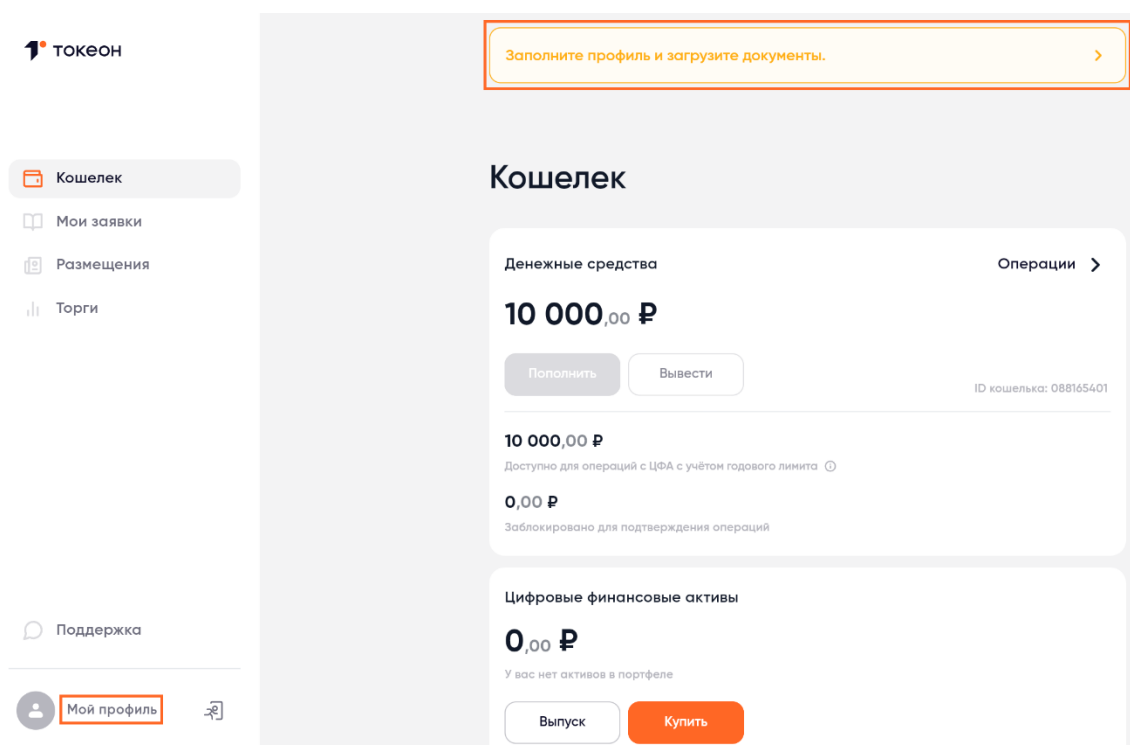 токеон
Заполните профиль и загрузите документы.
Кошелек
Мои заявки
Размещения
Торги
Кошелек
Денежные средства
Операции
10 000,00 ₽
Пополнить
Вывести
ID кошелька: 088165401
10 000,00 ₽
Доступно для операций с ЦФА с учётом годового лимита
0,00 ₽
Заблокировано для подтверждения операций
Цифровые финансовые активы
0,00 ₽
У вас нет активов в портфеле
Выпуск
Купить
Поддержка
Мой профиль